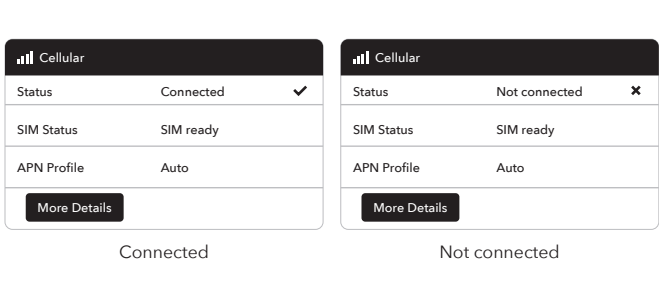 Cellular
Status Connected
SIM Status SIM ready
APN Profile Auto
More Details
Connected
Cellular
Status Not connected
SIM Status SIM ready
APN Profile Auto
More Details
Not connected